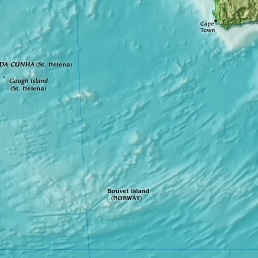 Cape
Town
DA CUNHA (St. Helena)
Gough Island
(St. Helena)
Bouvet Island
(NORWAY)